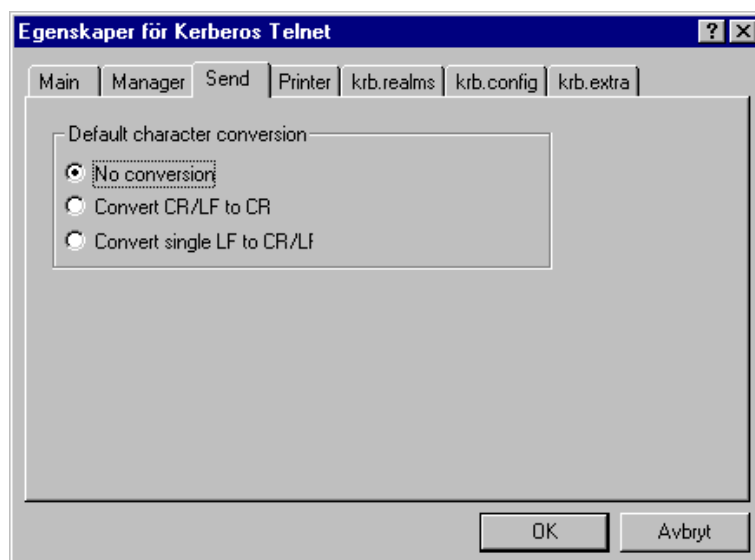 Egenskaper för Kerberos Telnet
Main Manager Send Printer krb.realms krb.config krb.extra
Default character conversion
No conversion
Convert CR/LF to CR
Convert single LF to CR/LF
OK Avbryt